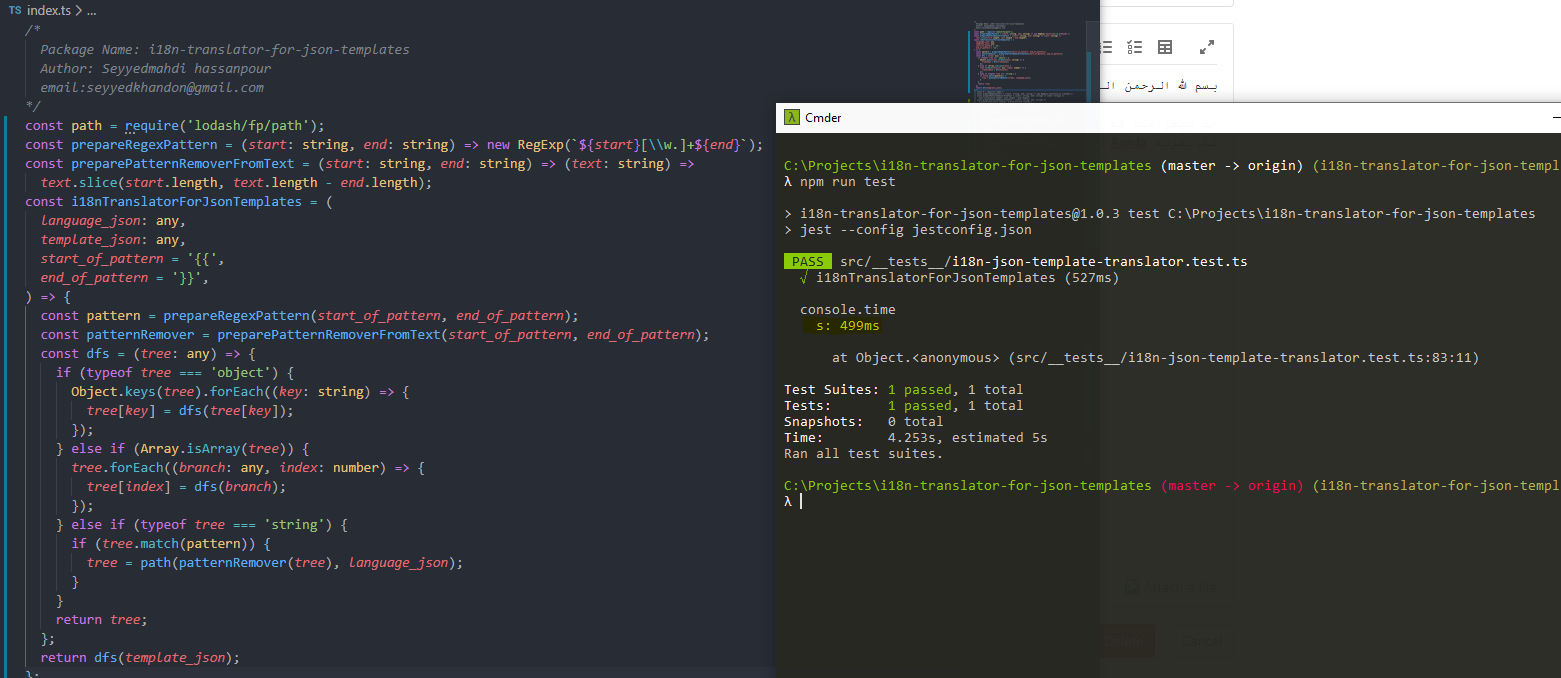 TS index.ts > ...
/*
Package Name: i18n-translator-for-json-templates
Author: Seyyedmahdi hassanpour
email:seyyedkhandon@gmail.com
*/
const path = require('lodash/fp/path');
const prepareRegexPattern = (start: string, end: string) => new RegExp(`${start}[\\w.]+${end}`);
const preparePatternRemoverFromText = (start: string, end: string) => (text: string) =>
text.slice(start.length, text.length - end.length);
const i18nTranslatorForJsonTemplates = (
language_json: any,
template_json: any,
start_of_pattern = '{{',
end_of_pattern = '}}',
) => {
const pattern = prepareRegexPattern(start_of_pattern, end_of_pattern);
const patternRemover = preparePatternRemoverFromText(start_of_pattern, end_of_pattern);
const dfs = (tree: any) => {
if (typeof tree === 'object') {
Object.keys(tree).forEach((key: string) => {
tree[key] = dfs(tree[key]);
});
} else if (Array.isArray(tree)) {
tree.forEach((branch: any, index: number) => {
tree[index] = dfs(branch);
});
} else if (typeof tree === 'string') {
if (tree.match(pattern)) {
tree = path(patternRemover(tree), language_json);
}
}
return tree;
};
return dfs(template_json);
};
بسم لله الرحمن
λ Cmder
C:\Projects\i18n-translator-for-json-templates (master -> origin) (i18n-translator-for-json-templ
λ npm run test
> i18n-translator-for-json-templates@1.0.3 test C:\Projects\i18n-translator-for-json-templates
> jest --config jestconfig.json
PASS src/__tests__/i18n-json-template-translator.test.ts
√ i18nTranslatorForJsonTemplates (527ms)
console.time
s: 499ms
at Object.<anonymous> (src/__tests__/i18n-json-template-translator.test.ts:83:11)
Test Suites: 1 passed, 1 total
Tests: 1 passed, 1 total
Snapshots: 0 total
Time: 4.253s, estimated 5s
Ran all test suites.
C:\Projects\i18n-translator-for-json-templates (master -> origin) (i18n-translator-for-json-templ
λ
Cancel